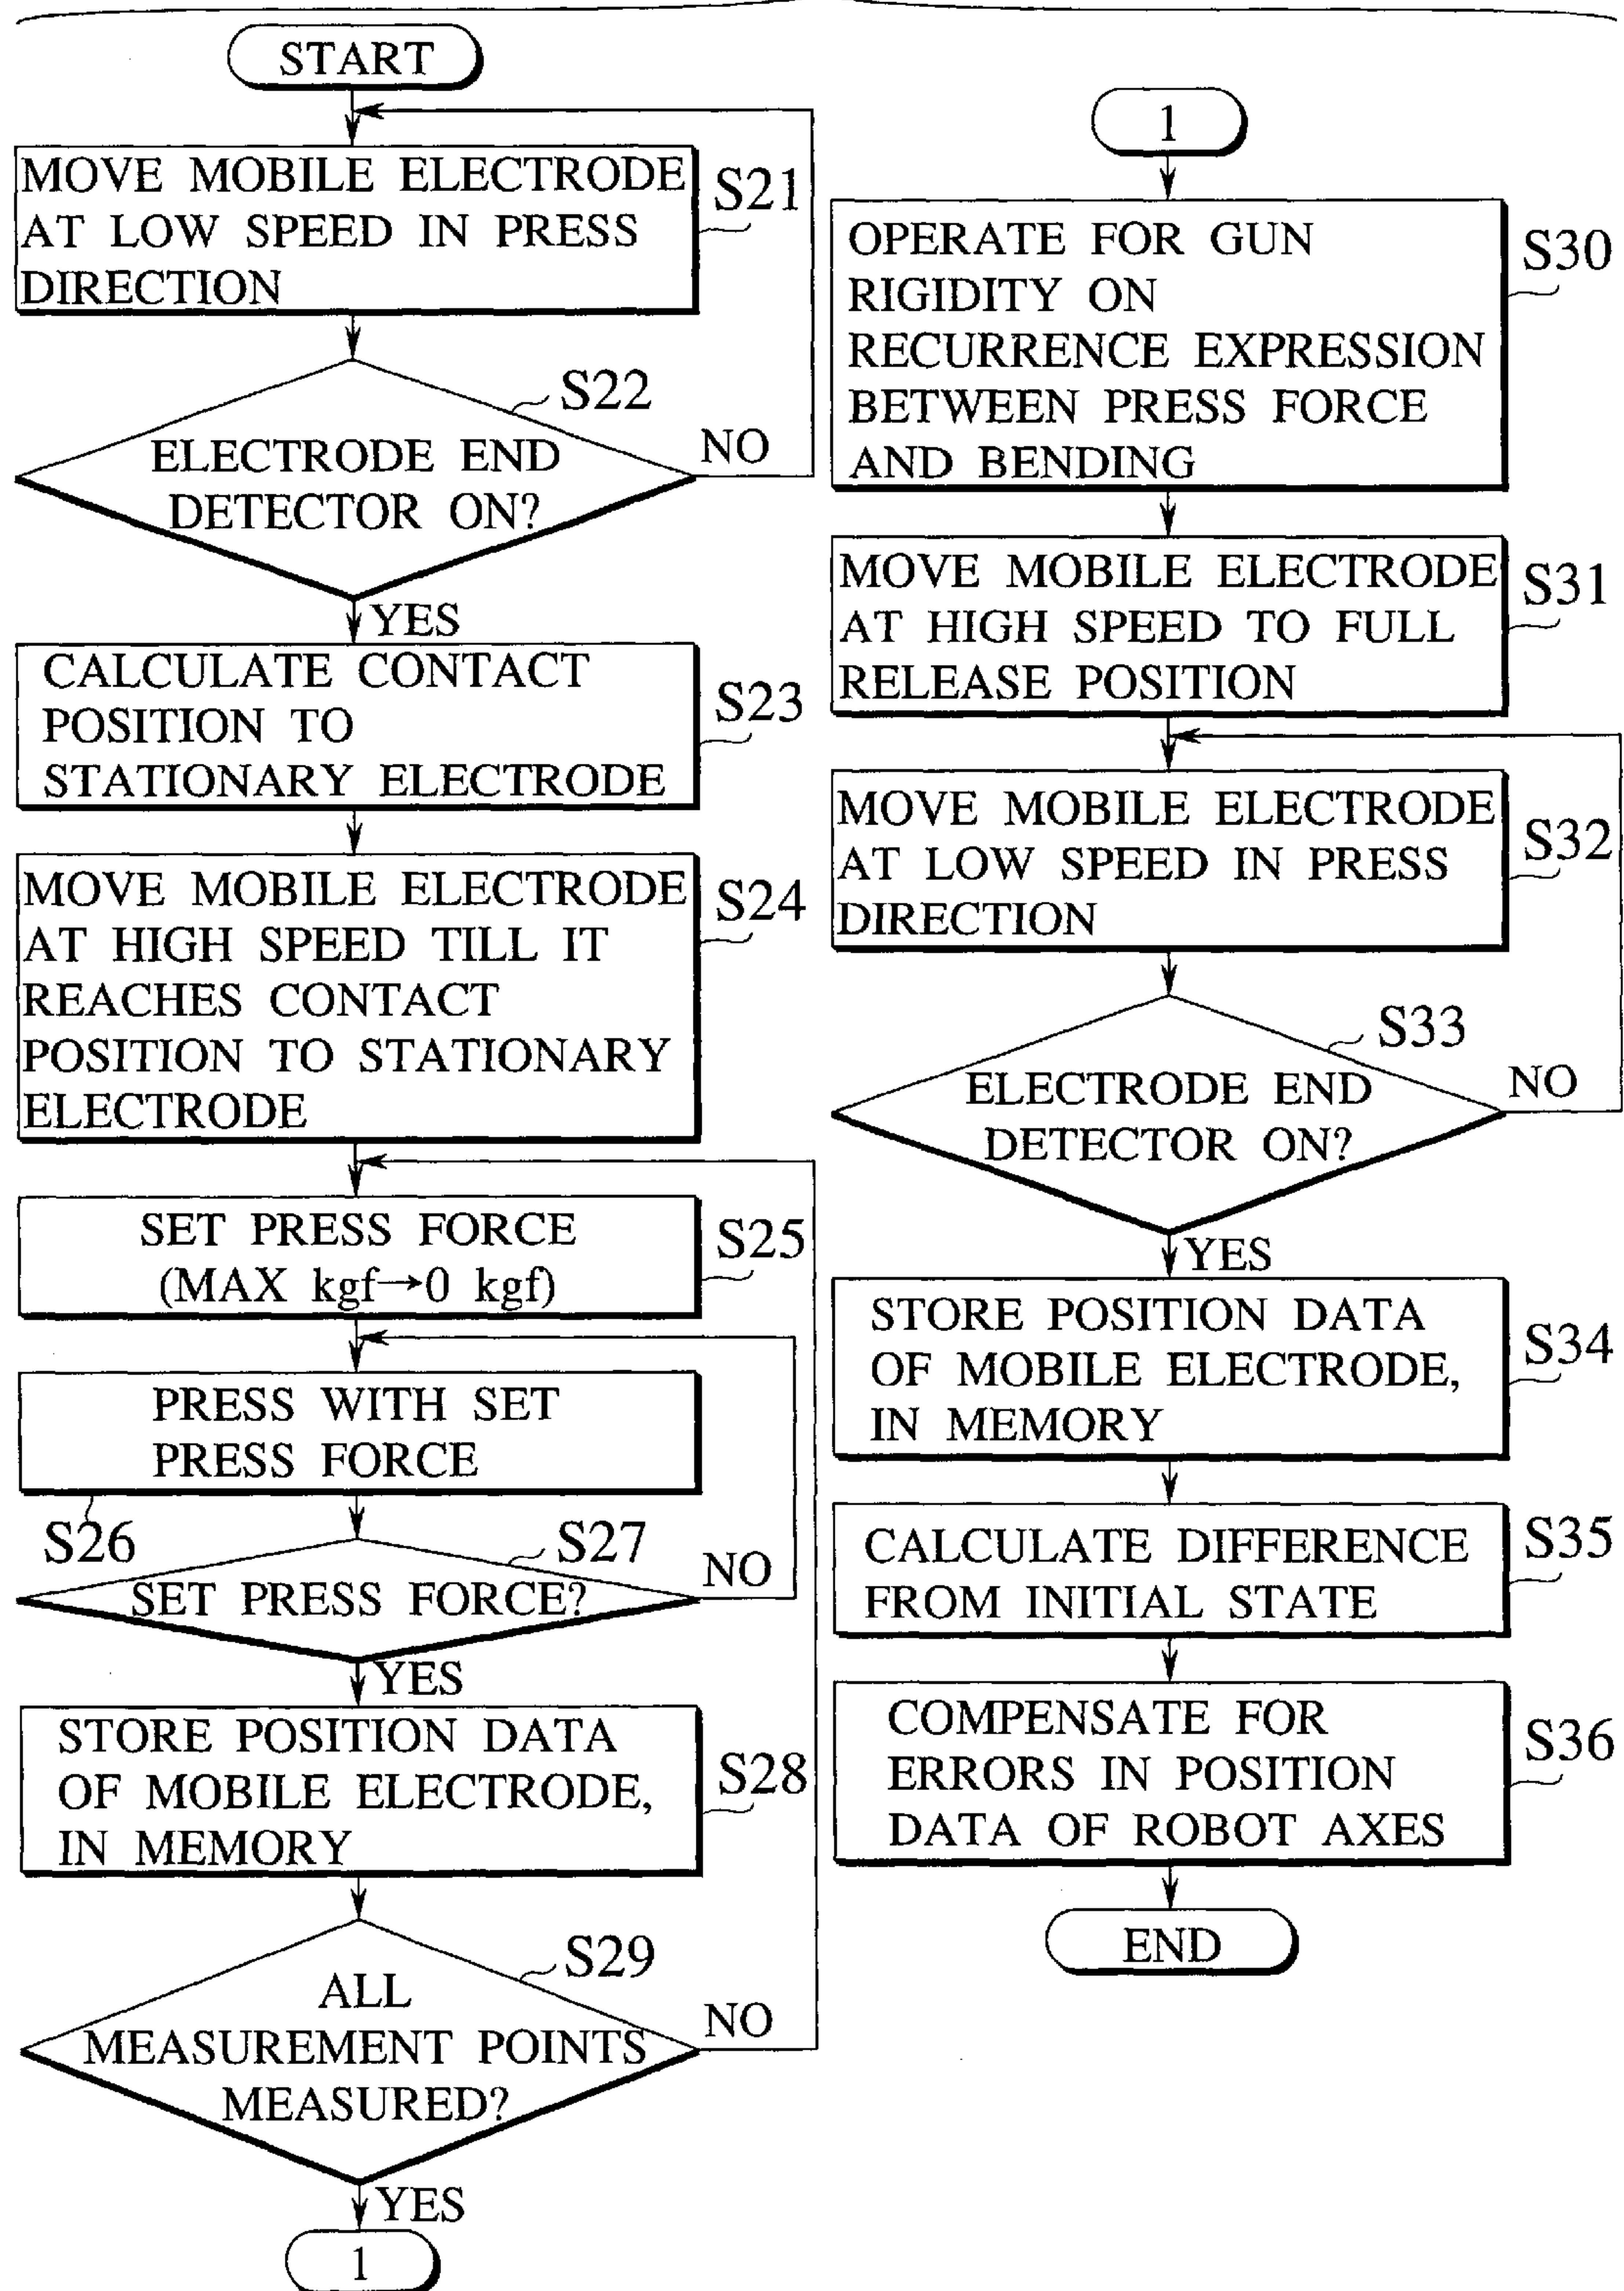 START
MOVE MOBILE ELECTRODE
AT LOW SPEED IN PRESS
DIRECTION
S21
ELECTRODE END
DETECTOR ON?
S22
NO
YES
CALCULATE CONTACT
POSITION TO
STATIONARY ELECTRODE
S23
MOVE MOBILE ELECTRODE
AT HIGH SPEED TILL IT
REACHES CONTACT
POSITION TO STATIONARY
ELECTRODE
S24
SET PRESS FORCE
(MAX kgf→0 kgf)
S25
PRESS WITH SET
PRESS FORCE
S26
S27
SET PRESS FORCE?
NO
YES
STORE POSITION DATA
OF MOBILE ELECTRODE,
IN MEMORY
S28
S29
ALL
MEASUREMENT POINTS
MEASURED?
NO
YES
1
1
OPERATE FOR GUN
RIGIDITY ON
RECURRENCE EXPRESSION
BETWEEN PRESS FORCE
AND BENDING
S30
MOVE MOBILE ELECTRODE
AT HIGH SPEED TO FULL
RELEASE POSITION
S31
MOVE MOBILE ELECTRODE
AT LOW SPEED IN PRESS
DIRECTION
S32
S33
ELECTRODE END
DETECTOR ON?
NO
YES
STORE POSITION DATA
OF MOBILE ELECTRODE,
IN MEMORY
S34
CALCULATE DIFFERENCE
FROM INITIAL STATE
S35
COMPENSATE FOR
ERRORS IN POSITION
DATA OF ROBOT AXES
S36
END